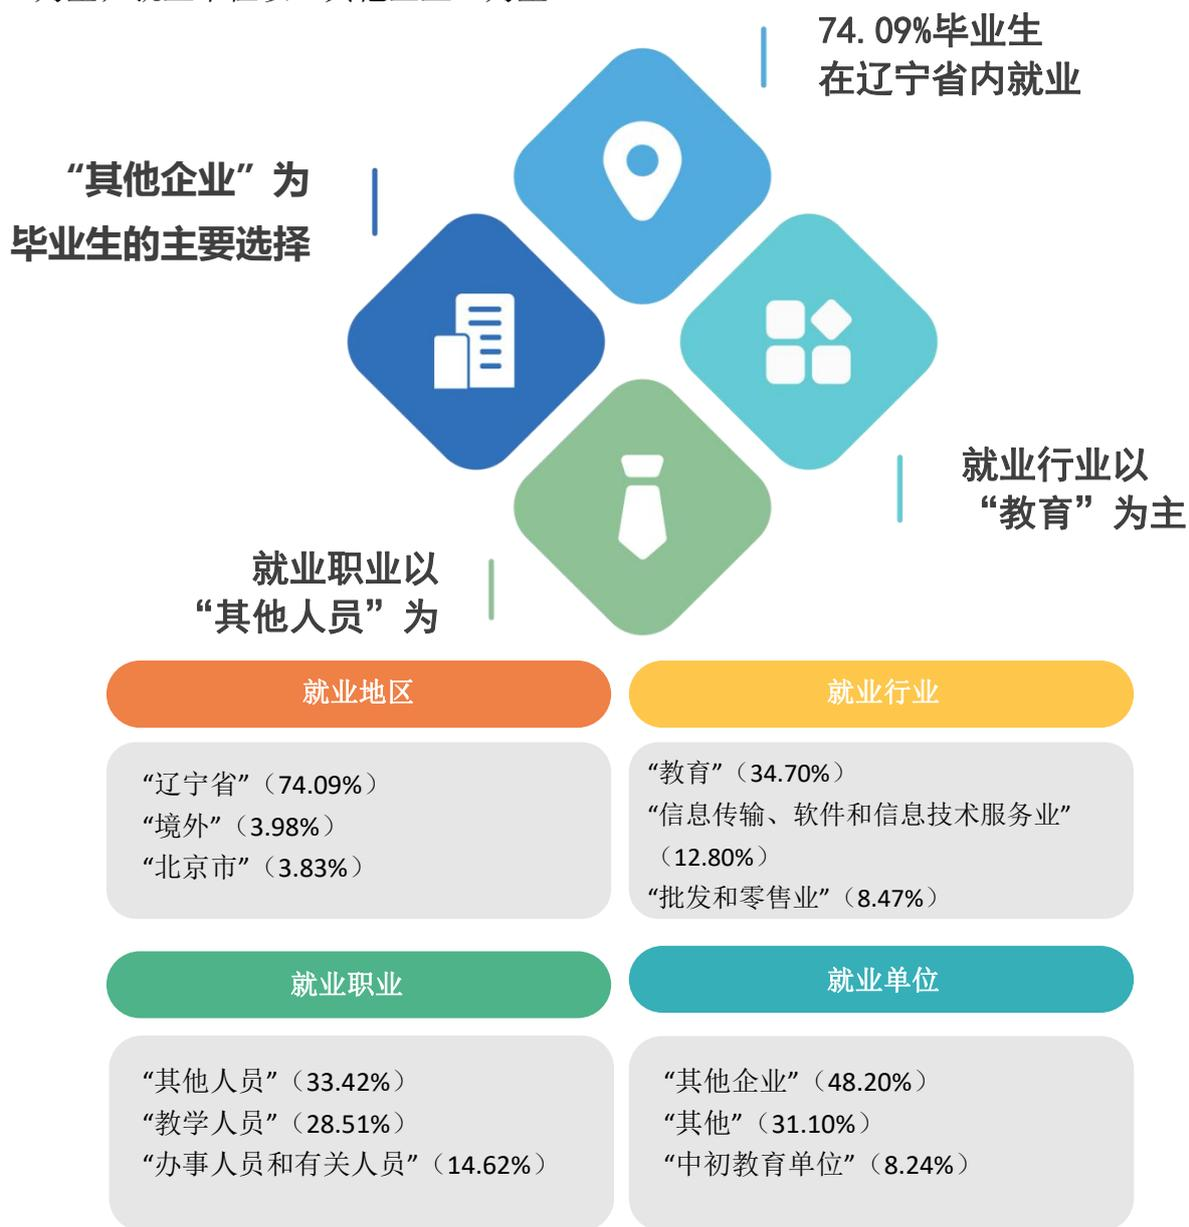 74.09%毕业生
在辽宁省内就业
“其他企业”为
毕业生的主要选择
就业行业以
“教育”为主
就业职业以
“其他人员”为
就业地区
“辽宁省”（74.09%）
“境外”（3.98%）
“北京市”（3.83%）
就业行业
“教育”（34.70%）
“信息传输、软件和信息技术服务业”
（12.80%）
“批发和零售业”（8.47%）
就业职业
“其他人员”（33.42%）
“教学人员”（28.51%）
“办事人员和有关人员”（14.62%）
就业单位
“其他企业”（48.20%）
“其他”（31.10%）
“中初教育单位”（8.24%）